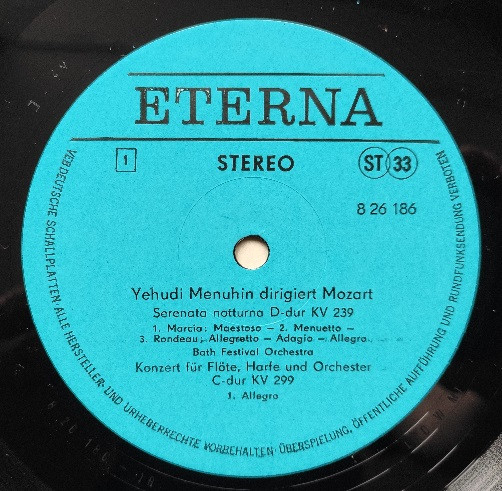 ETERNA
1
STEREO
ST 33
8 26 186
Yehudi Menuhin dirigiert Mozart
Serenata notturna D-dur KV 239
1. Marcia: Maestoso – 2. Menuetto –
3. Rondeau: Allegretto – Adagio – Allegro
Bath Festival Orchestra
Konzert für Flöte, Harfe und Orchester
C-dur KV 299
1. Allegro
VEB DEUTSCHE SCHALLPLATTEN · ALLE HERSTELLER- UND URHEBERRECHTE VORBEHALTEN · ÜBERSPIELUNG, ÖFFENTLICHE AUFFÜHRUNG UND RUNDFUNKSENDUNG VERBOTEN